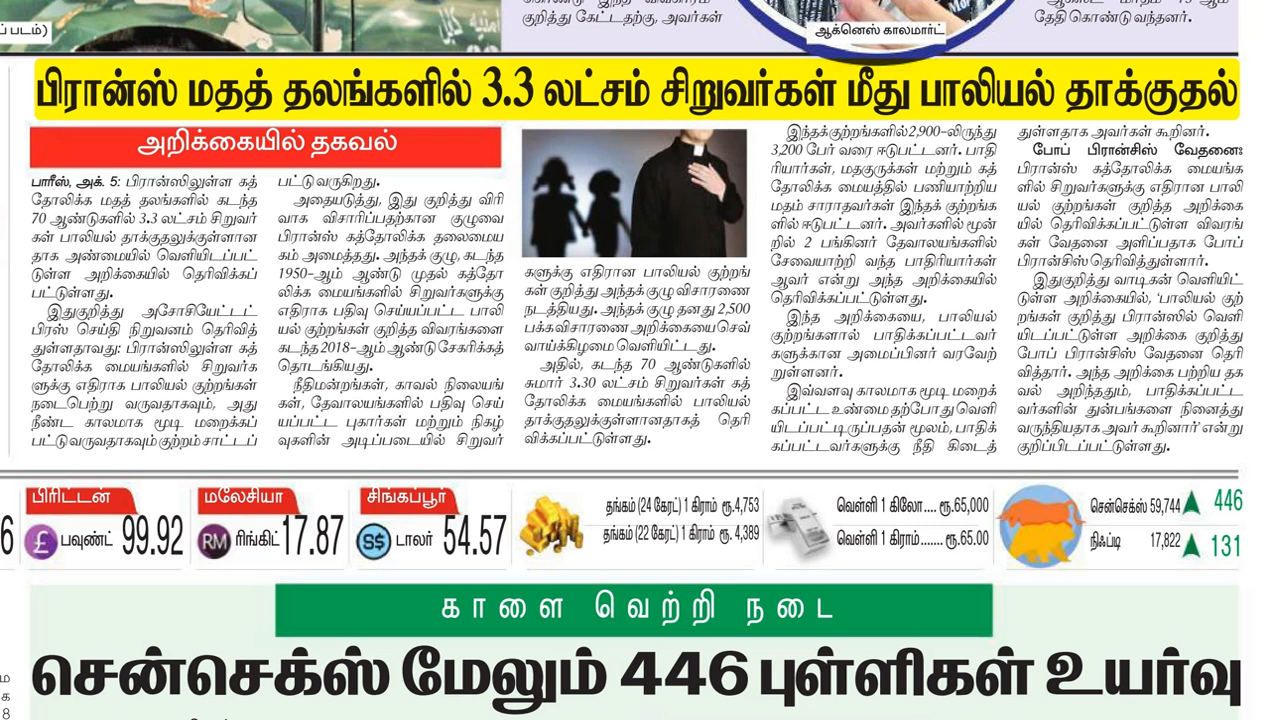 குறித்து கேட்டதற்கு, அவர்கள்
ப் படம்)
ஆக்னெஸ் காலமார்ட்
தேதி கொண்டு வந்தனர்.
பிரான்ஸ் மதத் தலங்களில் 3.3 லட்சம் சிறுவர்கள் மீது பாலியல் தாக்குதல்
அறிக்கையில் தகவல்
பாரீஸ், அக். 5: பிரான்ஸிலுள்ள கத்
தோலிக்க மதத் தலங்களில் கடந்த
70 ஆண்டுகளில் 3.3 லட்சம் சிறுவர்
கள் பாலியல் தாக்குதலுக்குள்ளான
தாக அண்மையில் வெளியிடப்பட்
டுள்ள அறிக்கையில் தெரிவிக்கப்
பட்டுள்ளது.
இதுகுறித்து அசோசியேட்டட்
பிரஸ் செய்தி நிறுவனம் தெரிவித்
துள்ளதாவது: பிரான்ஸிலுள்ள கத்
தோலிக்க மையங்களில் சிறுவர்க
ளுக்கு எதிராக பாலியல் குற்றங்கள்
நடைபெற்று வருவதாகவும், அது
நீண்ட காலமாக மூடி மறைக்கப்
பட்டுவருவதாகவும் குற்றம் சாட்டப்
பட்டுவருகிறது.
அதையடுத்து, இது குறித்து விரி
வாக விசாரிப்பதற்கான குழுவை
பிரான்ஸ் கத்தோலிக்க தலைமைய
கம் அமைத்தது. அந்தக் குழு, கடந்த
1950-ஆம் ஆண்டு முதல் கத்தோ
லிக்க மையங்களில் சிறுவர்களுக்கு
எதிராக பதிவு செய்யப்பட்ட பாலி
யல் குற்றங்கள் குறித்த விவரங்களை
கடந்த 2018-ஆம் ஆண்டு சேகரிக்கத்
தொடங்கியது.
நீதிமன்றங்கள், காவல் நிலையங்
கள், தேவாலயங்களில் பதிவு செய்
யப்பட்ட புகார்கள் மற்றும் நிகழ்
வுகளின் அடிப்படையில் சிறுவர்
களுக்கு எதிரான பாலியல் குற்றங்
கள் குறித்து அந்தக் குழு விசாரணை
நடத்தியது. அந்தக் குழு தனது 2,500
பக்க விசாரணை அறிக்கையை செவ்
வாய்க்கிழமை வெளியிட்டது.
அதில், கடந்த 70 ஆண்டுகளில்
சுமார் 3.30 லட்சம் சிறுவர்கள் கத்
தோலிக்க மையங்களில் பாலியல்
தாக்குதலுக்குள்ளானதாகத் தெரி
விக்கப்பட்டுள்ளது.
இந்தக் குற்றங்களில் 2,900-லிருந்து
3,200 பேர் வரை ஈடுபட்டனர். பாதி
ரியார்கள், மதகுருக்கள் மற்றும் கத்
தோலிக்க மையத்தில் பணியாற்றிய
மதம் சாராதவர்கள் இந்தக் குற்றங்க
ளில் ஈடுபட்டனர். அவர்களில் மூன்
றில் 2 பங்கினர் தேவாலயங்களில்
சேவையாற்றி வந்த பாதிரியார்கள்
ஆவர் என்று அந்த அறிக்கையில்
தெரிவிக்கப்பட்டுள்ளது.
இந்த அறிக்கையை, பாலியல்
குற்றங்களால் பாதிக்கப்பட்டவர்
களுக்கான அமைப்பினர் வரவேற்
றுள்ளனர்.
இவ்வளவு காலமாக மூடி மறைக்
கப்பட்ட உண்மை தற்போது வெளி
யிடப்பட்டிருப்பதன் மூலம், பாதிக்
கப்பட்டவர்களுக்கு நீதி கிடைத்
துள்ளதாக அவர்கள் கூறினர்.
போப் பிரான்சிஸ் வேதனை:
பிரான்ஸ் கத்தோலிக்க மையங்க
ளில் சிறுவர்களுக்கு எதிரான பாலி
யல் குற்றங்கள் குறித்த அறிக்கை
யில் தெரிவிக்கப்பட்டுள்ள விவரங்
கள் வேதனை அளிப்பதாக போப்
பிரான்சிஸ் தெரிவித்துள்ளார்.
இதுகுறித்து வாடிகன் வெளியிட்
டுள்ள அறிக்கையில், 'பாலியல் குற்
றங்கள் குறித்து பிரான்ஸில் வெளி
யிடப்பட்டுள்ள அறிக்கை குறித்து
போப் பிரான்சிஸ் வேதனை தெரி
வித்தார். அந்த அறிக்கை பற்றிய தக
வல் அறிந்ததும், பாதிக்கப்பட்ட
வர்களின் துன்பங்களை நினைத்து
வருந்தியதாக அவர் கூறினார்' என்று
குறிப்பிடப்பட்டுள்ளது.
6
பிரிட்டன்
£ பவுண்ட் 99.92
மலேசியா
RM ரிங்கிட் 17.87
சிங்கப்பூர்
S$ டாலர் 54.57
தங்கம் (24 கேரட்) 1 கிராம் ரூ.4,753
தங்கம் (22 கேரட்) 1 கிராம் ரூ. 4,389
வெள்ளி 1 கிலோ.... ரூ.65,000
வெள்ளி 1 கிராம்....... ரூ.65.00
சென்செக்ஸ் 59,744 ▲ 446
நிஃப்டி 17,822 ▲ 131
காளை வெற்றி நடை
சென்செக்ஸ் மேலும் 446 புள்ளிகள் உயர்வு
ம
க
8